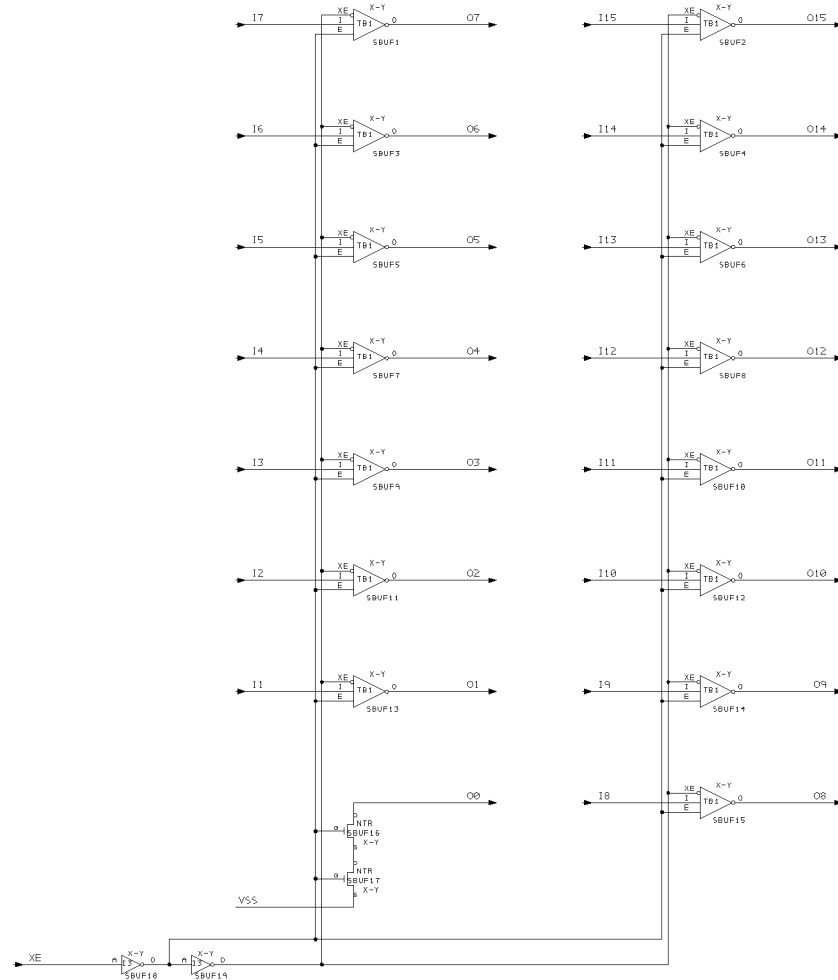 X-Y X-Y
I7 XE I E TB1 O O7 I15 XE I E TB1 O O15
SBUF1 SBUF2
X-Y X-Y
I6 XE I E TB1 O O6 I14 XE I E TB1 O O14
SBUF3 SBUF4
X-Y X-Y
I5 XE I E TB1 O O5 I13 XE I E TB1 O O13
SBUF5 SBUF6
X-Y X-Y
I4 XE I E TB1 O O4 I12 XE I E TB1 O O12
SBUF7 SBUF8
X-Y X-Y
I3 XE I E TB1 O O3 I11 XE I E TB1 O O11
SBUF9 SBUF10
X-Y X-Y
I2 XE I E TB1 O O2 I10 XE I E TB1 O O10
SBUF11 SBUF12
X-Y X-Y
I1 XE I E TB1 O O1 I9 XE I E TB1 O O9
SBUF13 SBUF14
X-Y
O0 I8 XE I E TB1 O O8
SBUF15
D
NTR
G SBUF16
X-Y
S
D
NTR
G SBUF17
X-Y
S
VSS
X-Y X-Y
XE A I3 O A I3 O
SBUF18 SBUF19